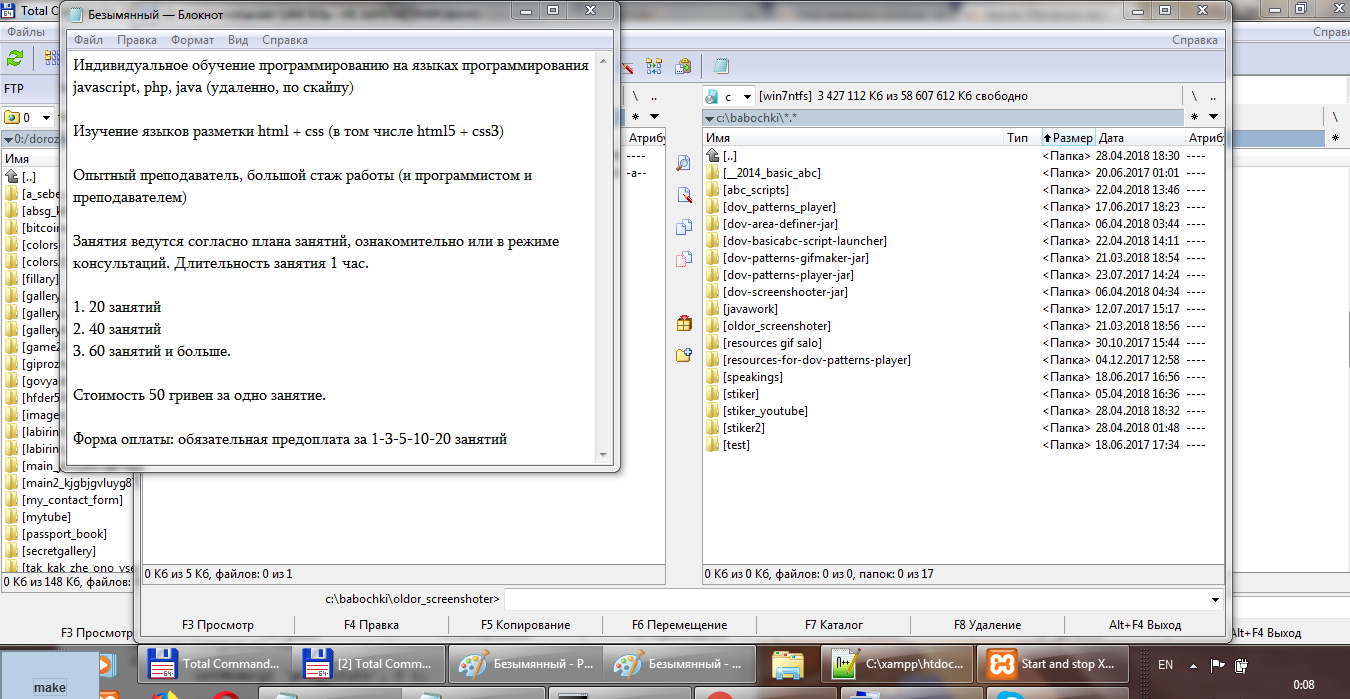 Total C
Файлы
FTP
0
0:/doroz
Имя
[..]
[a_sebe
[absg_k
[bitcoin
[colors
[colors
[fillary]
[gallery
[gallery
[gallery
[game2
[giproz
[govya
[hfder5
[image
[labirin
[labirin
[main_
[main2_kjgbjgvluyg87
[my_contact_form]
[mytube]
[passport_book]
[secretgallery]
[tak_kak_zhe_ono_vse
0 Кб из 148 Кб, файлов:
F3 Просмотр
Безымянный — Блокнот
Файл Правка Формат Вид Справка
Индивидуальное обучение программированию на языках программирования
javascript, php, java (удаленно, по скайпу)
Изучение языков разметки html + css (в том числе html5 + css3)
Опытный преподаватель, большой стаж работы (и программистом и
преподавателем)
Занятия ведутся согласно плана занятий, ознакомительно или в режиме
консультаций. Длительность занятия 1 час.
1. 20 занятий
2. 40 занятий
3. 60 занятий и больше.
Стоимость 50 гривен за одно занятие.
Форма оплаты: обязательная предоплата за 1-3-5-10-20 занятий
Справка
\ ..
* ▼
Атрибу
----
-a--
0 Кб из 5 Кб, файлов: 0 из 1
c [win7ntfs] 3 427 112 Кб из 58 607 612 Кб свободно \ ..
c:\babochki\*.* * ▼
Имя Тип Размер Дата Атрибу
[..] <Папка> 28.04.2018 18:30 ----
[__2014_basic_abc] <Папка> 20.06.2017 01:01 ----
[abc_scripts] <Папка> 22.04.2018 13:46 ----
[dov_patterns_player] <Папка> 17.06.2017 18:23 ----
[dov-area-definer-jar] <Папка> 06.04.2018 03:44 ----
[dov-basicabc-script-launcher] <Папка> 22.04.2018 14:11 ----
[dov-patterns-gifmaker-jar] <Папка> 21.03.2018 18:54 ----
[dov-patterns-player-jar] <Папка> 23.07.2017 14:24 ----
[dov-screenshooter-jar] <Папка> 06.04.2018 04:34 ----
[javawork] <Папка> 12.07.2017 15:17 ----
[oldor_screenshoter] <Папка> 21.03.2018 18:56 ----
[resources gif salo] <Папка> 30.10.2017 15:44 ----
[resources-for-dov-patterns-player] <Папка> 04.12.2017 12:58 ----
[speakings] <Папка> 18.06.2017 16:56 ----
[stiker] <Папка> 05.04.2018 16:36 ----
[stiker_youtube] <Папка> 28.04.2018 18:32 ----
[stiker2] <Папка> 28.04.2018 01:48 ----
[test] <Папка> 18.06.2017 17:34 ----
0 Кб из 0 Кб, файлов: 0 из 0, папок: 0 из 17
c:\babochki\oldor_screenshoter>
F3 Просмотр F4 Правка F5 Копирование F6 Перемещение F7 Каталог F8 Удаление Alt+F4 Выход
Справк
\
*
Alt+F4 Выход
make
Total Command...
[2] Total Comm...
Безымянный - P...
Безымянный - ...
C:\xampp\htdoc...
Start and stop X...
EN
0:08